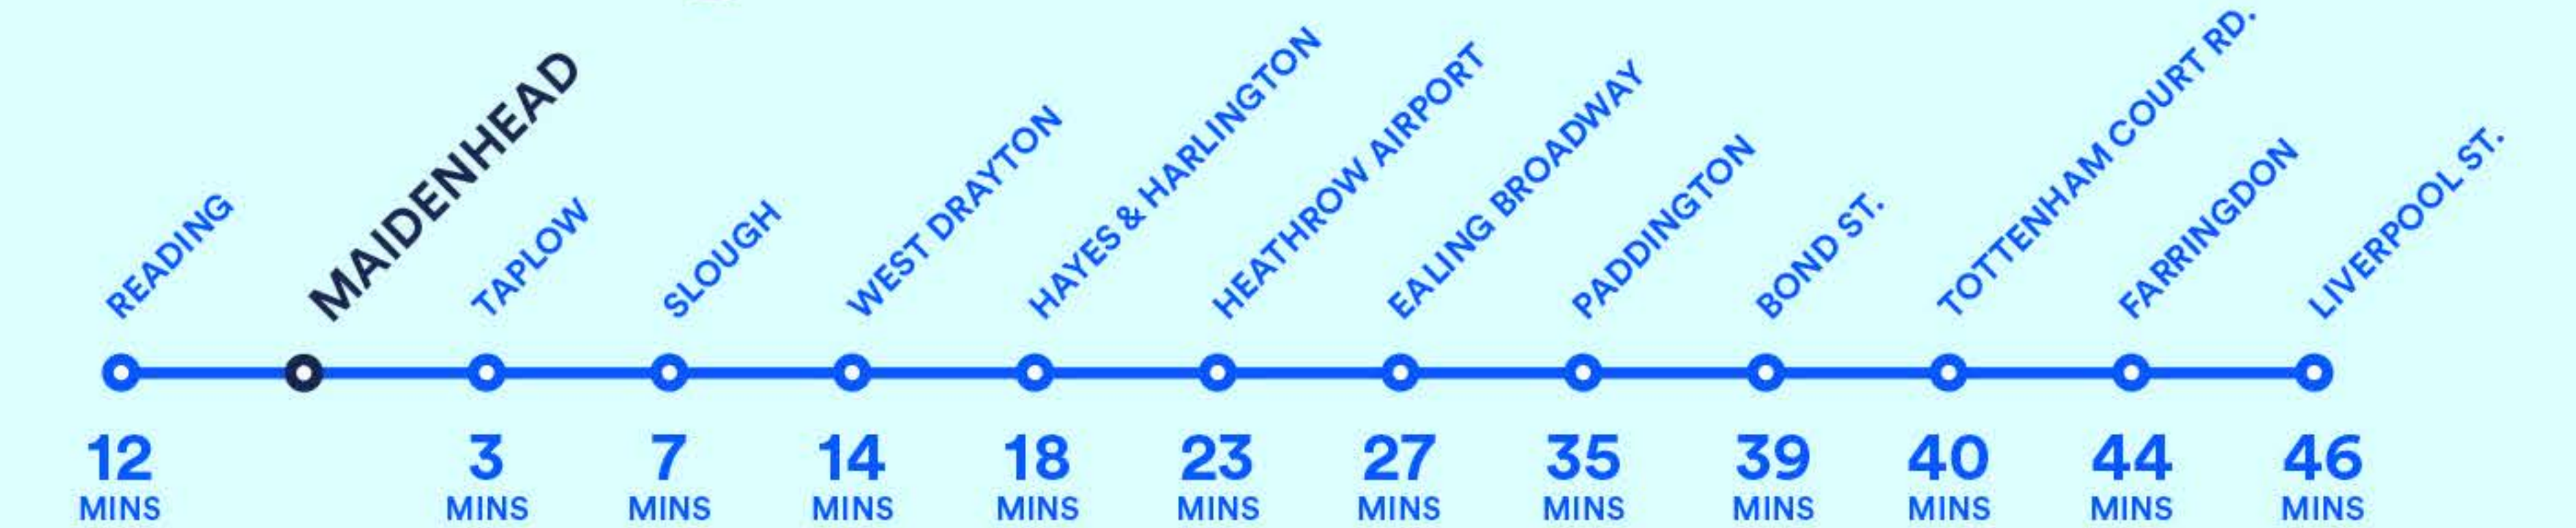 READING
MAIDENHEAD
TAPLOW
SLOUGH
WEST DRAYTON
HAYES & HARLINGTON
HEATHROW AIRPORT
EALING BROADWAY
PADDINGTON
BOND ST.
TOTTENHAM COURT RD.
FARRINGDON
LIVERPOOL ST.
12 3 7 14 18 23 27 35 39 40 44 46
MINS MINS MINS MINS MINS MINS MINS MINS MINS MINS MINS MINS